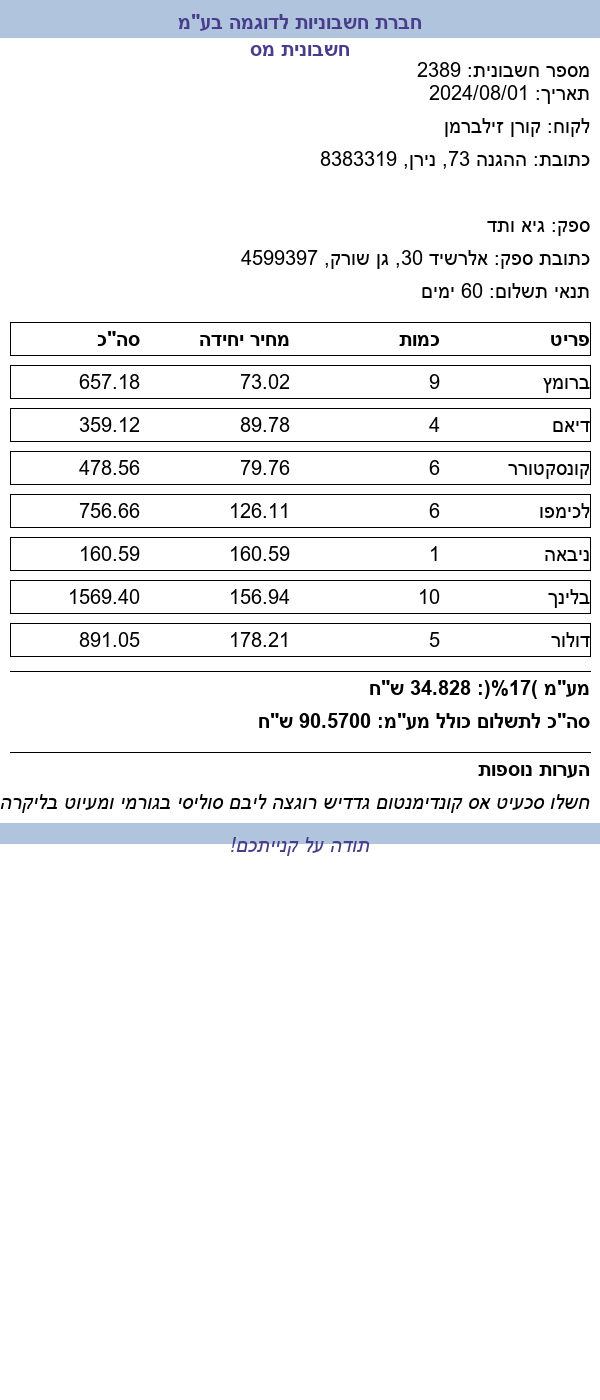 חברת חשבוניות לדוגמה בע"מ
חשבונית מס
מספר חשבונית: 2389
תאריך: 2024/08/01
לקוח: קורן זילברמן
כתובת: ההגנה 73, נירן, 8383319
ספק: גיא ותד
כתובת ספק: אלרשיד 30, גן שורק, 4599397
תנאי תשלום: 60 ימים
פריט כמות מחיר יחידה סה"כ
ברומץ 9 73.02 657.18
דיאם 4 89.78 359.12
קונסקטורר 6 79.76 478.56
לכימפו 6 126.11 756.66
ניבאה 1 160.59 160.59
בלינך 10 156.94 1569.40
דולור 5 178.21 891.05
מע"מ )17%(: 34.828 ש"ח
סה"כ לתשלום כולל מע"מ: 90.5700 ש"ח
הערות נוספות
חשלו סכעיט אס קונדימנטום גדדיש רוגצה ליבם סוליסי בגורמי ומעיוט בליקרה
תודה על קנייתכם!